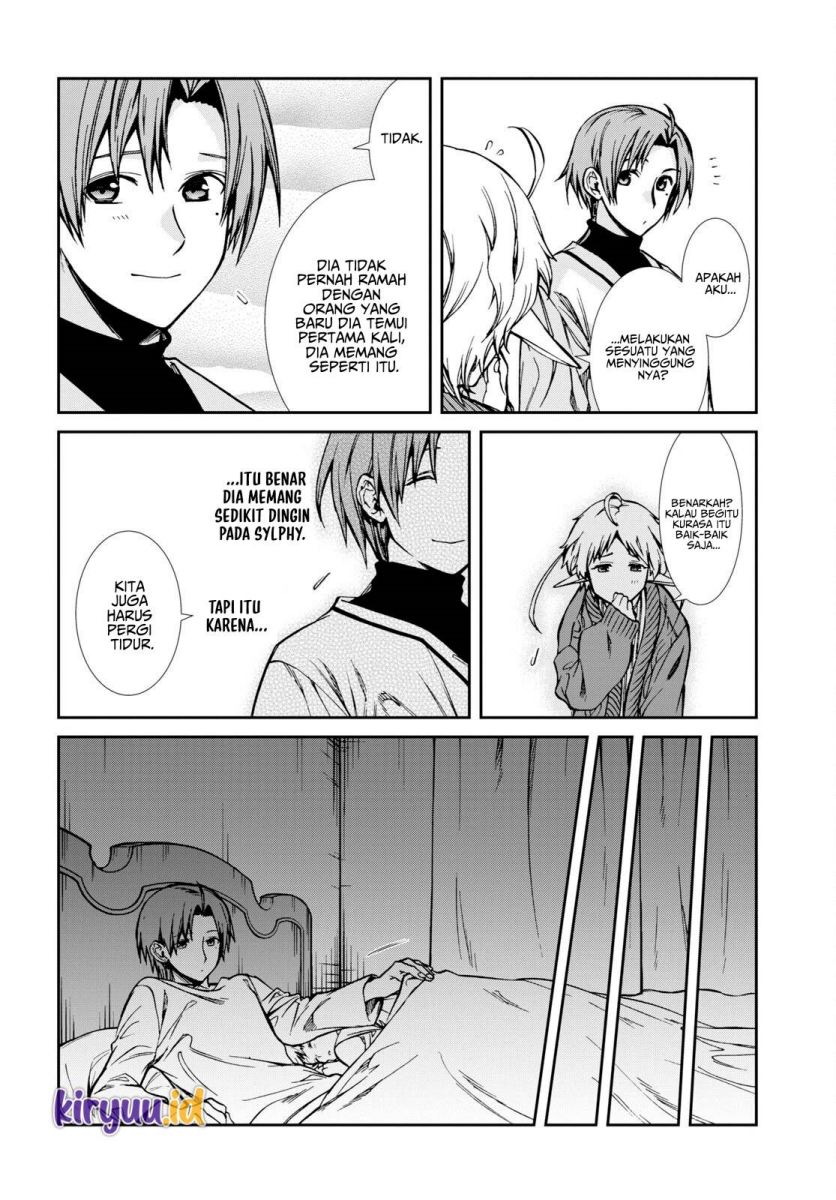 APAKAH
AKU...
...MELAKUKAN
SESUATU YANG
MENYINGGUNG
NYA?
TIDAK.
DIA TIDAK
PERNAH RAMAH
DENGAN
ORANG YANG
BARU DIA TEMUI
PERTAMA KALI,
DIA MEMANG
SEPERTI ITU.
BENARKAH?
KALAU BEGITU
KURASA ITU
BAIK-BAIK
SAJA...
...ITU BENAR
DIA MEMANG
SEDIKIT DINGIN
PADA SYLPHY.
TAPI ITU
KARENA...
KITA
JUGA
HARUS
PERGI
TIDUR.
kiryuu.id